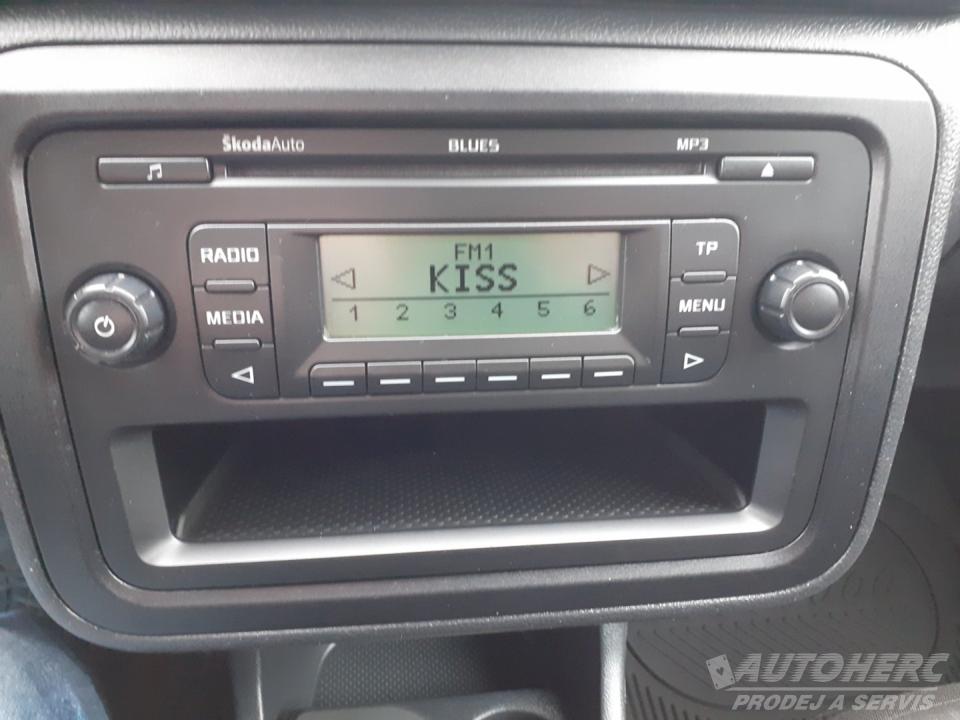 ŠkodaAuto BLUES MP3
RADIO TP
FM1
KISS
MEDIA MENU
1 2 3 4 5 6
AUTOHERC
PRODEJ A SERVIS